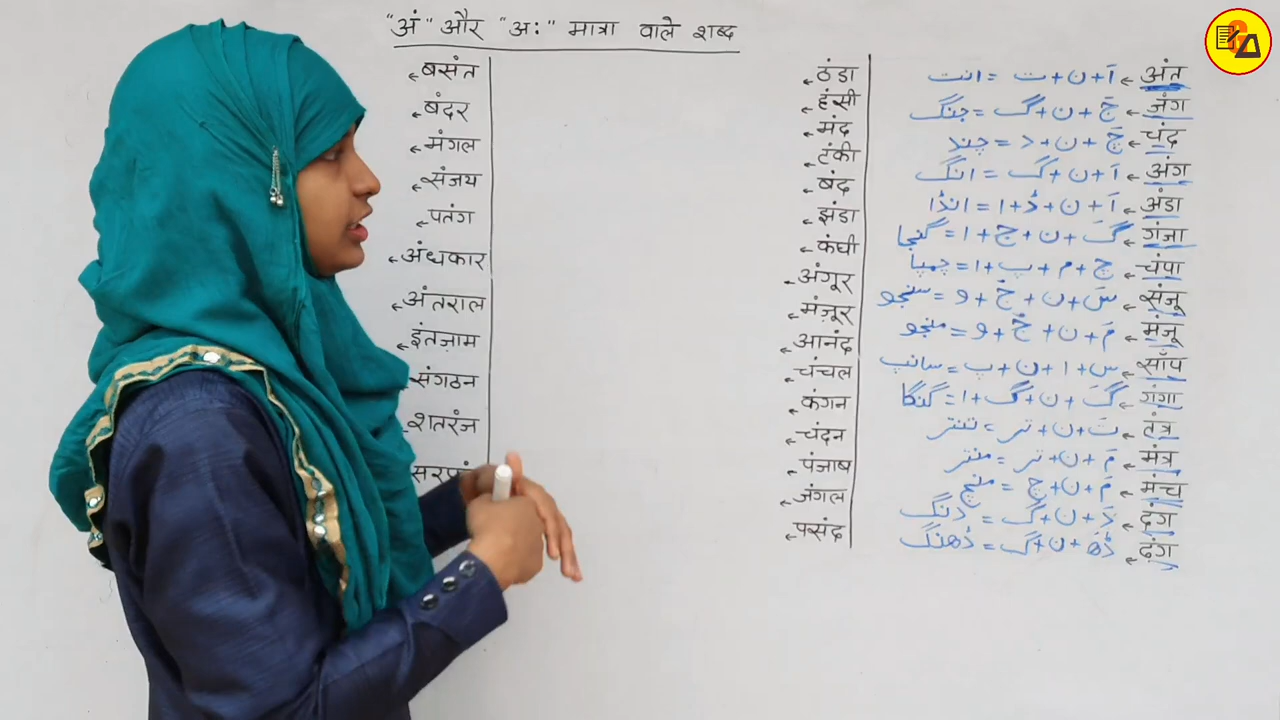 "अं" और "अ:" मात्रा वाले शब्द
अंत ← اَ + ن + ت = انت
जंग ← جَ + ن + گ = جنگ
चंद ← چَ + ن + د = چند
अंग ← اَ + ن + گ = انگ
अंडा ← اَ + ن + ڈ + ا = انڈا
गंजा ← گَ + ن + ج + ا = گنجا
चंपा ← چ + م + پ + ا = چمپا
संजू ← سَ + ن + جُ + و = سنجو
मंजू ← مَ + ن + جُ + و = منجو
साँप ← س + ا + ن + پ = سانپ
गंगा ← گَ + ن + گ + ا = گنگا
तंत्र ← تَ + ن + تر = تنتر
मंत्र ← مَ + ن + تر = منتر
मंच ← مَ + ن + چ = منچ
दंग ← دَ + ن + گ = دنگ
ढंग ← ڈھَ + ن + گ = ڈھنگ
ठंडा ←
हंसी ←
मंद ←
टंकी ←
बंद ←
झंडा ←
कंघी ←
अंगूर ←
मंज़ूर ←
आनंद ←
चंचल ←
कंगन ←
चंदन ←
पंजाब ←
जंगल ←
पसंद ←
बसंत ←
बंदर ←
मंगल ←
संजय ←
पतंग ←
अंधकार ←
अंतराल ←
इंतज़ाम ←
संगठन
शतरंज ←